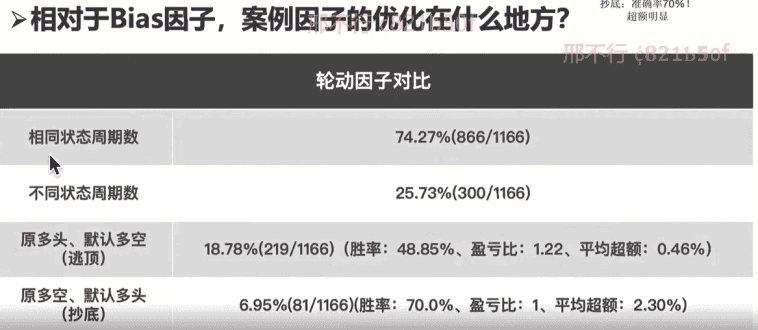 抄底：准确率70%！
超额明显
➤相对于Bias因子，案例因子的优化在什么地方？
邢不行
轮动因子对比
相同状态周期数 74.27%(866/1166)
不同状态周期数 25.73%(300/1166)
原多头、默认多空
（逃顶） 18.78%(219/1166)（胜率：48.85%、盈亏比：1.22、平均超额：0.46%）
原多空、默认多头
（抄底） 6.95%(81/1166)(胜率：70.0%、盈亏比：1、平均超额：2.30%）